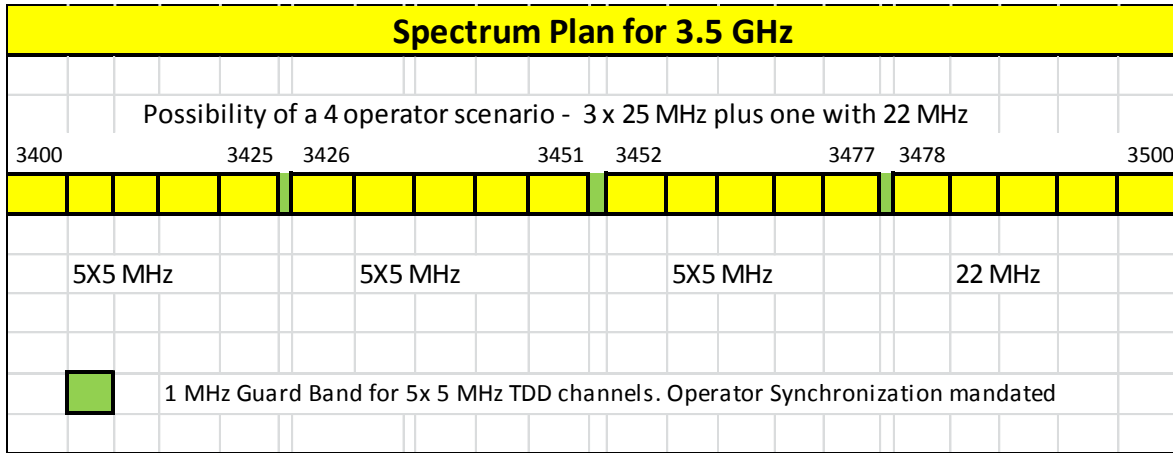 Spectrum Plan for 3.5 GHz
Possibility of a 4 operator scenario - 3 x 25 MHz plus one with 22 MHz
3400 3425 3426 3451 3452 3477 3478 3500
5X5 MHz 5X5 MHz 5X5 MHz 22 MHz
1 MHz Guard Band for 5x 5 MHz TDD channels. Operator Synchronization mandated